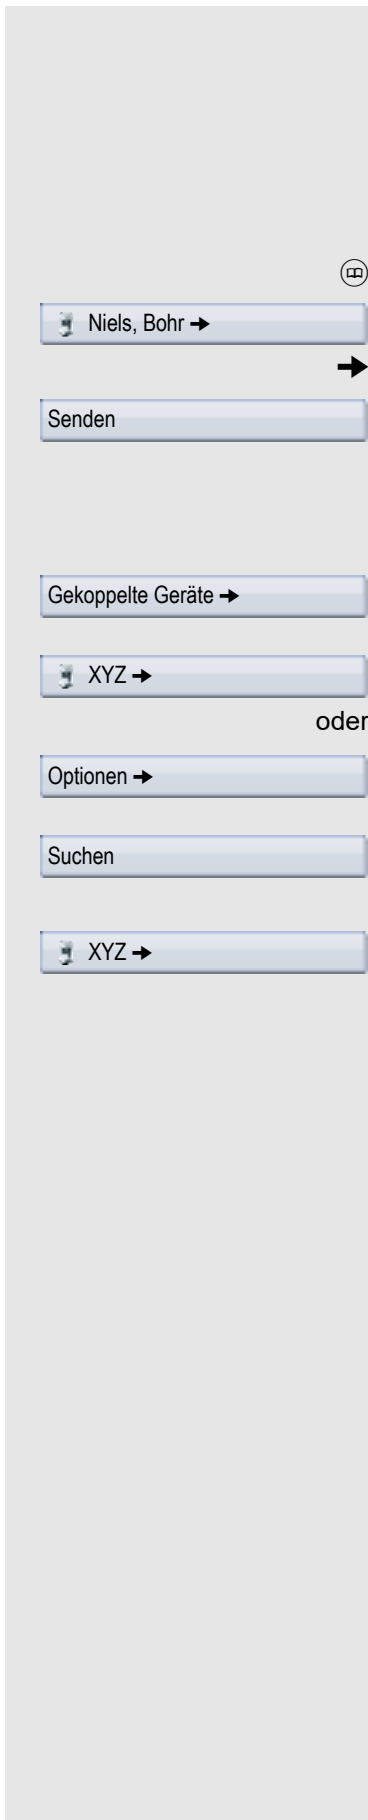 Niels, Bohr →
→
Senden
Gekoppelte Geräte →
XYZ →
oder
Optionen →
Suchen
XYZ →